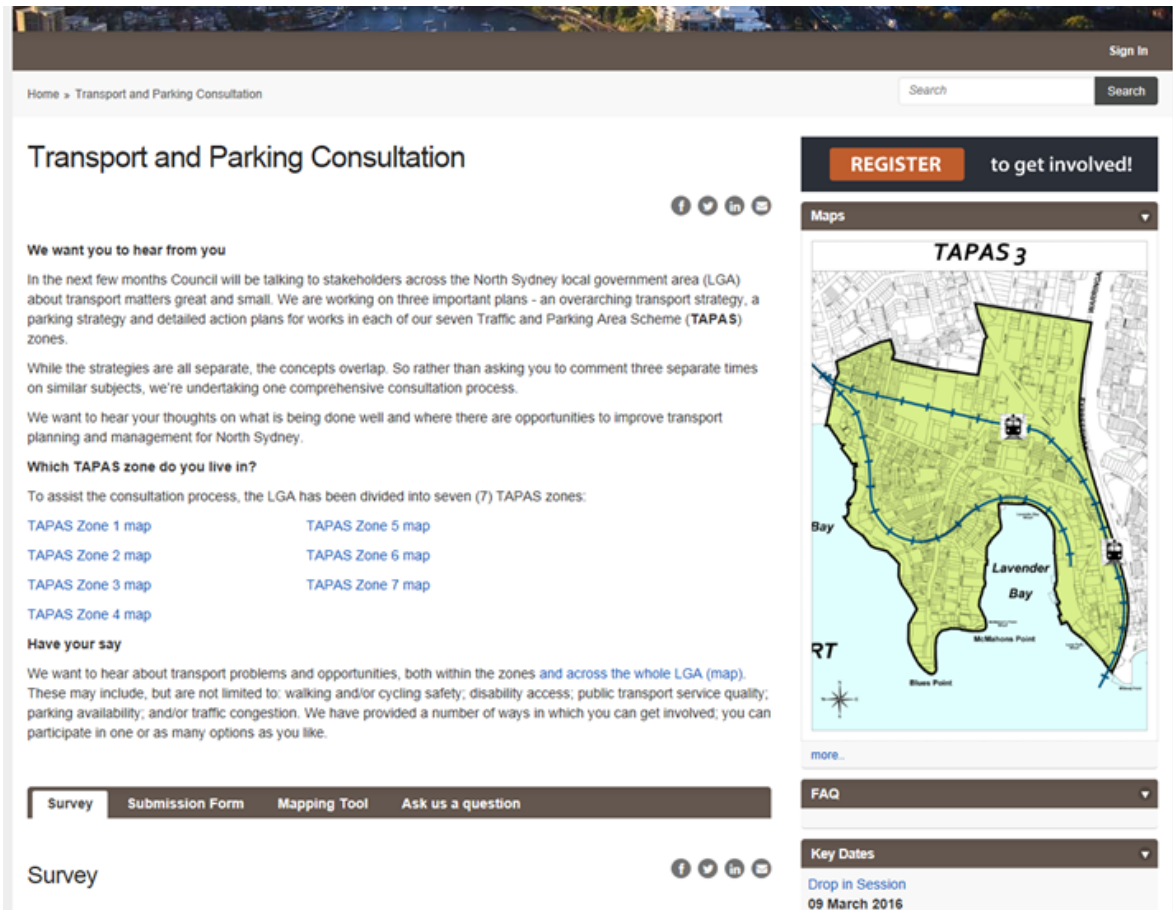 Sign In
Home » Transport and Parking Consultation
Search
Search
Transport and Parking Consultation
We want you to hear from you
In the next few months Council will be talking to stakeholders across the North Sydney local government area (LGA)
about transport matters great and small. We are working on three important plans - an overarching transport strategy, a
parking strategy and detailed action plans for works in each of our seven Traffic and Parking Area Scheme (TAPAS)
zones.
While the strategies are all separate, the concepts overlap. So rather than asking you to comment three separate times
on similar subjects, we're undertaking one comprehensive consultation process.
We want to hear your thoughts on what is being done well and where there are opportunities to improve transport
planning and management for North Sydney.
Which TAPAS zone do you live in?
To assist the consultation process, the LGA has been divided into seven (7) TAPAS zones:
TAPAS Zone 1 map
TAPAS Zone 5 map
TAPAS Zone 2 map
TAPAS Zone 6 map
TAPAS Zone 3 map
TAPAS Zone 7 map
TAPAS Zone 4 map
Have your say
We want to hear about transport problems and opportunities, both within the zones and across the whole LGA (map).
These may include, but are not limited to: walking and/or cycling safety; disability access; public transport service quality;
parking availability; and/or traffic congestion. We have provided a number of ways in which you can get involved; you can
participate in one or as many options as you like.
Survey
Submission Form
Mapping Tool
Ask us a question
Survey
REGISTER to get involved!
Maps
TAPAS 3
Bay
Lavender
Bay
McMahons Point
RT
Blues Point
more..
FAQ
Key Dates
Drop in Session
09 March 2016